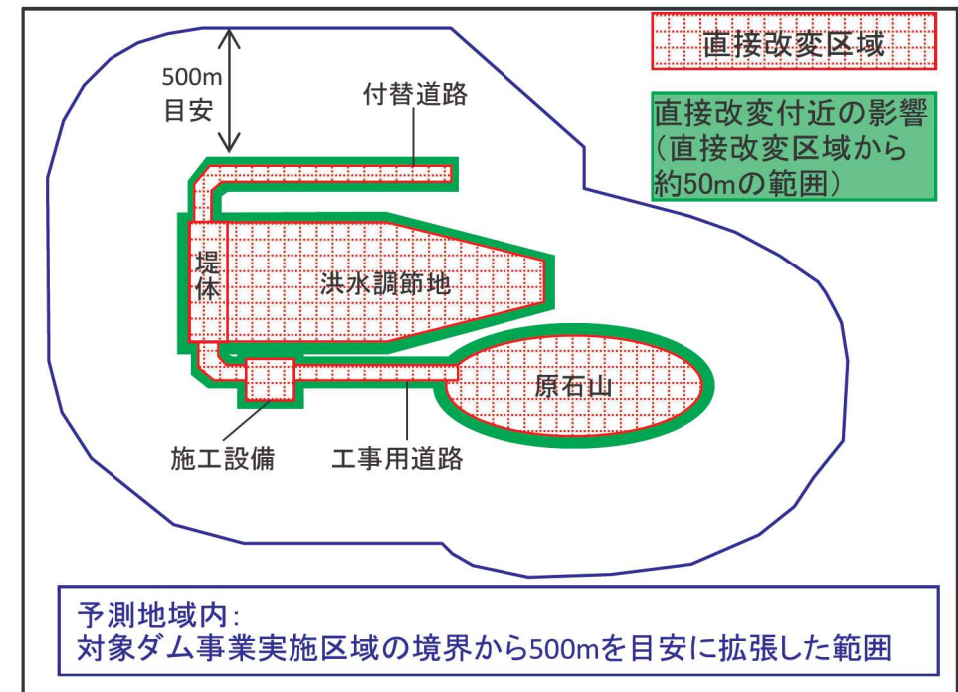 直接改変区域
500m
目安
付替道路
直接改変付近の影響
(直接改変区域から
約50mの範囲)
堤体
洪水調節地
原石山
施工設備
工事用道路
予測地域内:
対象ダム事業実施区域の境界から500mを目安に拡張した範囲